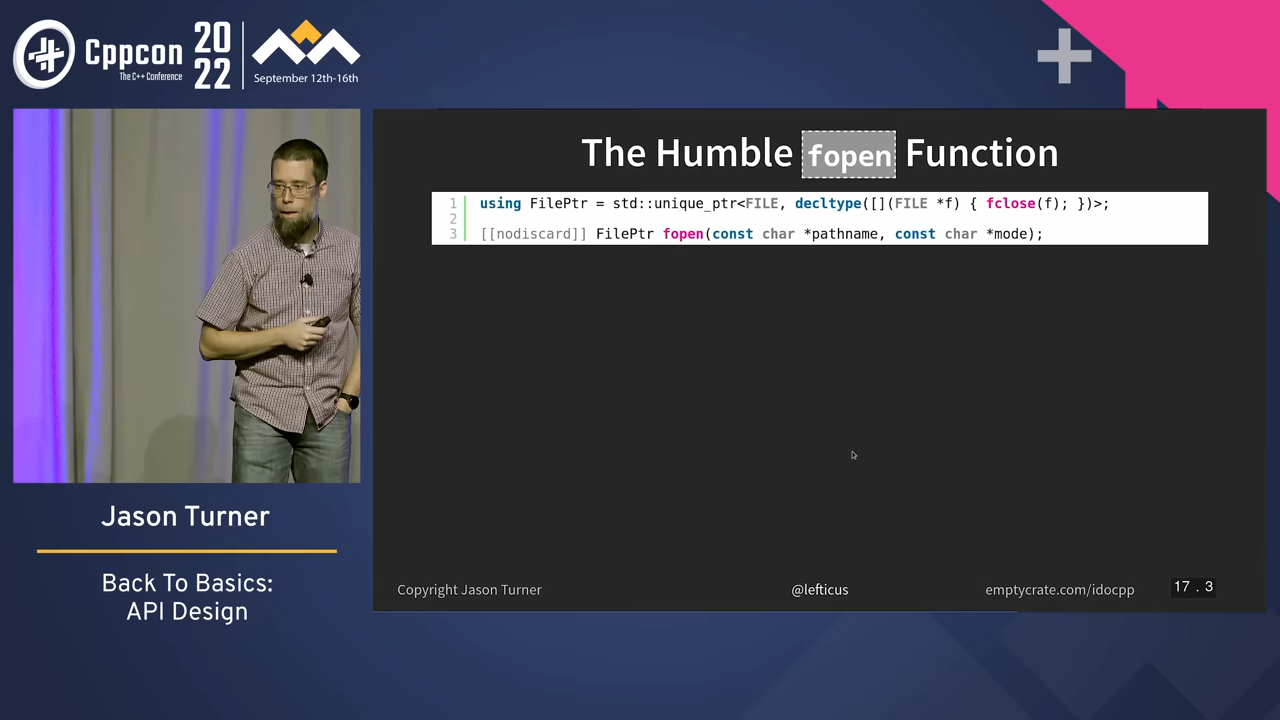 Cppcon
The C++ Conference
20
22
September 12th-16th
The Humble fopen Function
1 using FilePtr = std::unique_ptr<FILE, decltype([](FILE *f) { fclose(f); })>;
2
3 [[nodiscard]] FilePtr fopen(const char *pathname, const char *mode);
Jason Turner
Back To Basics:
API Design
Copyright Jason Turner
@lefticus
emptycrate.com/idocpp
17 . 3